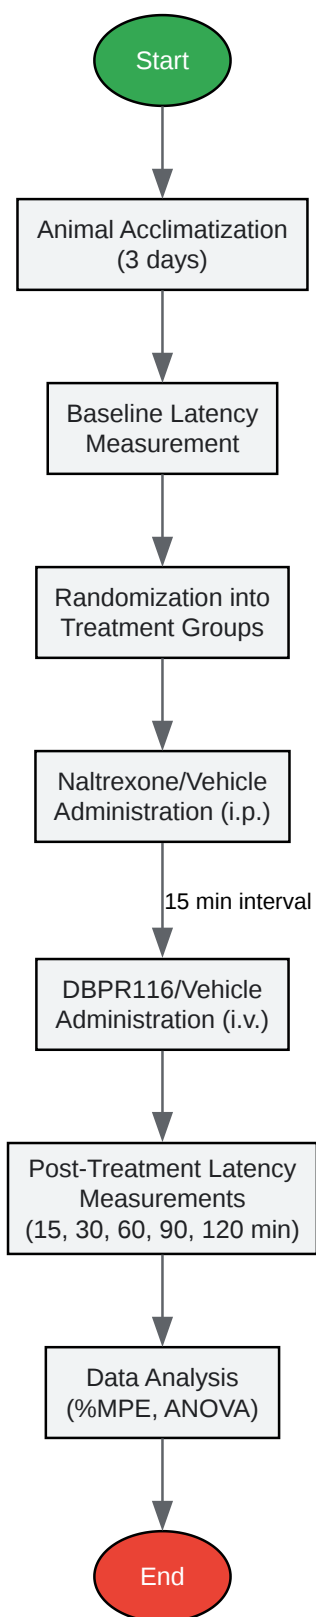 Start
Animal Acclimatization
(3 days)
Baseline Latency
Measurement
Randomization into
Treatment Groups
Naltrexone/Vehicle
Administration (i.p.)
15 min interval
DBPR116/Vehicle
Administration (i.v.)
Post-Treatment Latency
Measurements
(15, 30, 60, 90, 120 min)
Data Analysis
(%MPE, ANOVA)
End